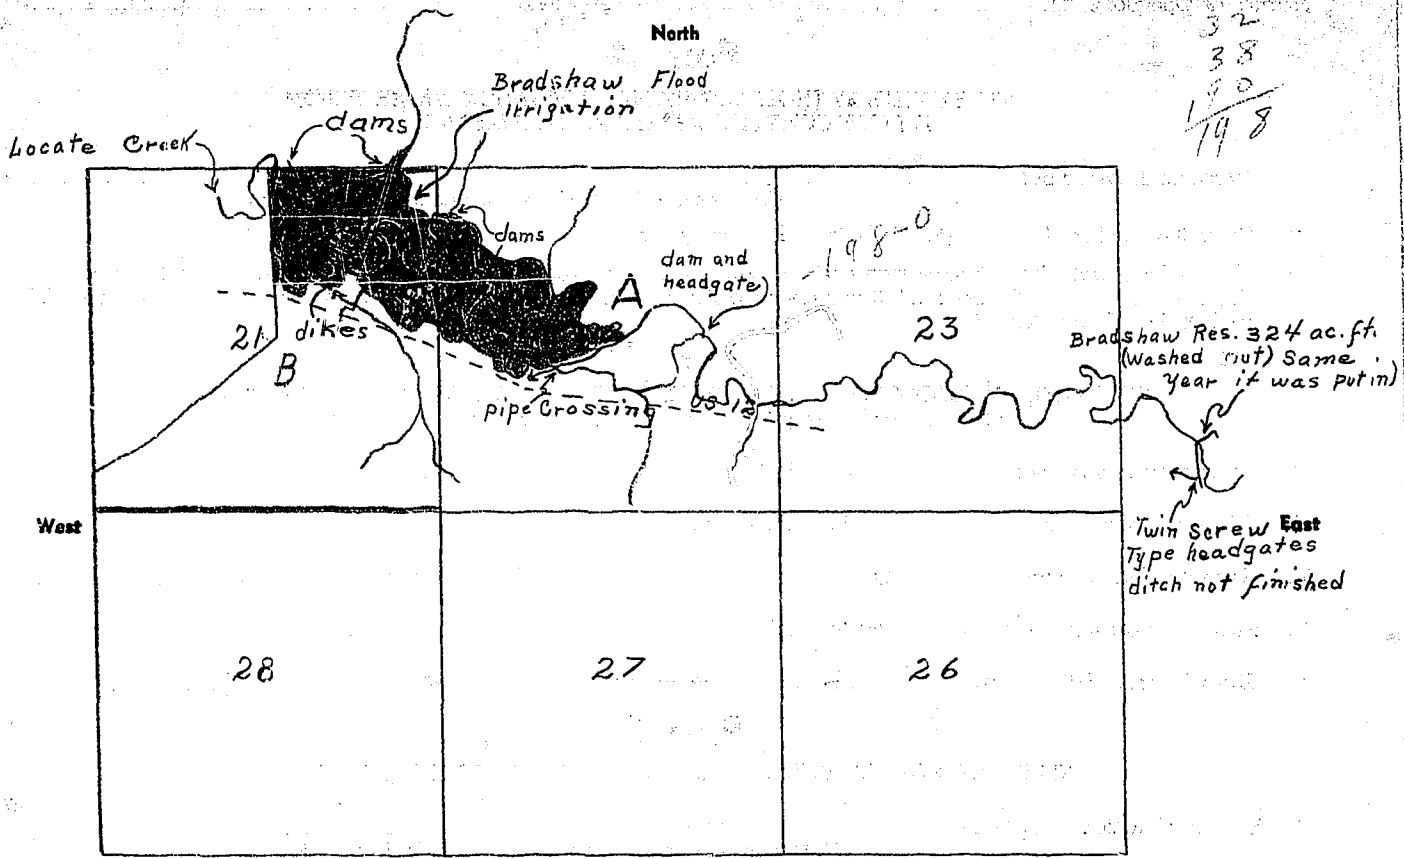 North
32
38
198
Bradshaw Flood
irrigation
dams
Locate Creek
dams
dam and
headgate
-198-0
A
23
21
dikes
B
Bradshaw Res. 324 ac.ft.
(washed out) Same
Year it was put in)
pipe Crossing
US 12
West
East
Twin Screw
Type headgates
ditch not finished
28
27
26